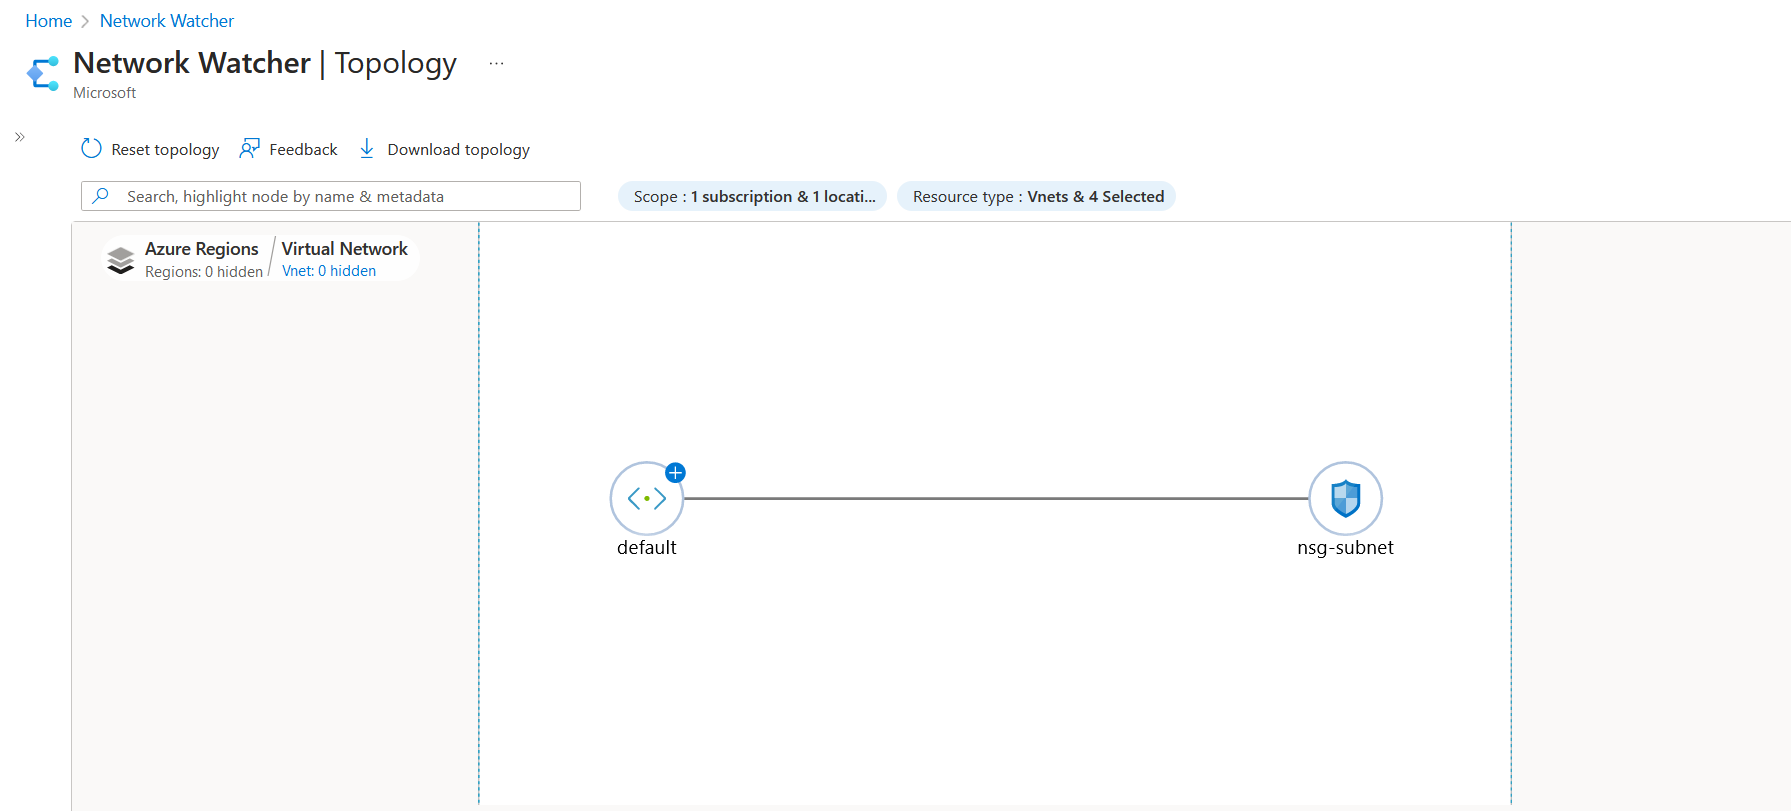 Home > Network Watcher
Network Watcher | Topology ...
Microsoft
»
Reset topology Feedback Download topology
Search, highlight node by name & metadata Scope : 1 subscription & 1 locati... Resource type : Vnets & 4 Selected
Azure Regions / Virtual Network
Regions: 0 hidden Vnet: 0 hidden
default nsg-subnet